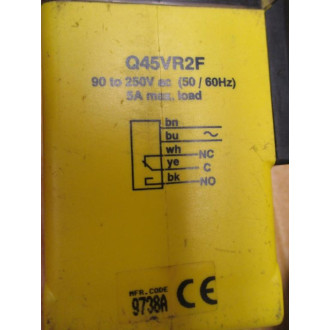 Q45VR2F
90 to 250V ac (50 / 60Hz)
5A max. load
bn
bu
wh NC
ye C
bk NO
MFR. CODE
9738A CE